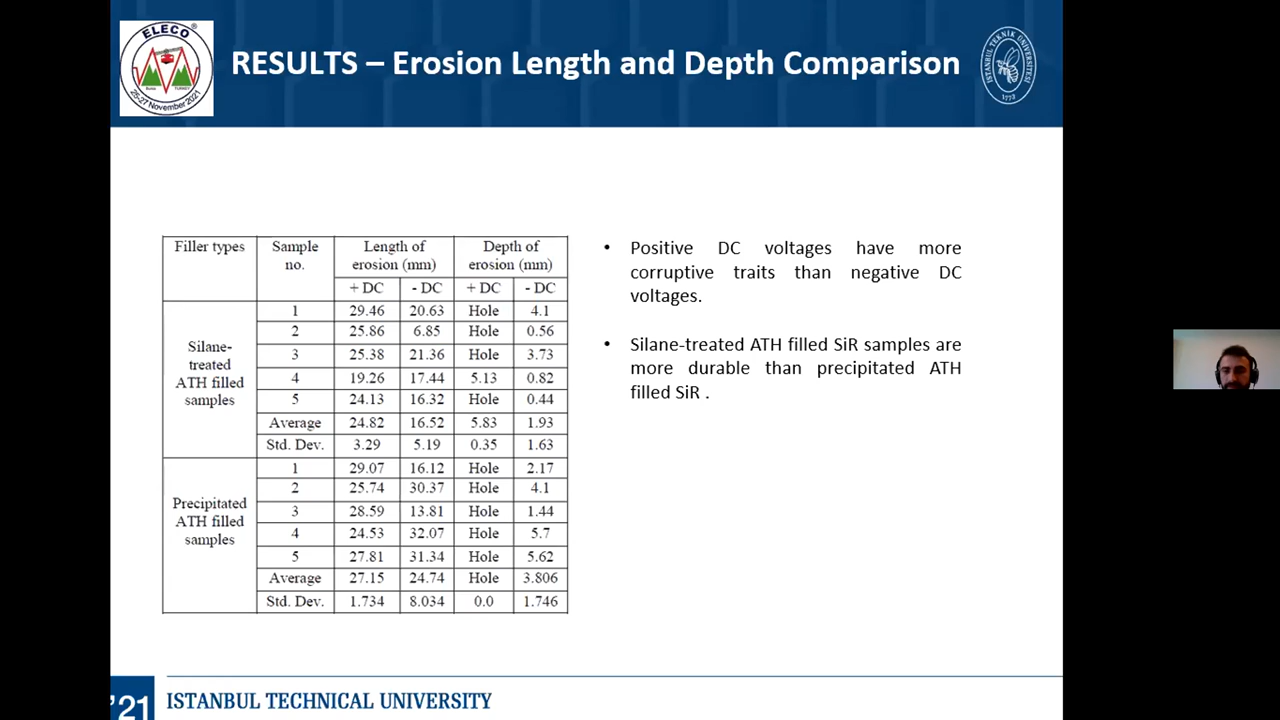 ELECO
Bursa TURKEY
25-27 November 2021
RESULTS – Erosion Length and Depth Comparison
İSTANBUL TEKNİK ÜNİVERSİTESİ
1773
Filler types Sample no. Length of erosion (mm) Depth of erosion (mm)
+ DC - DC + DC - DC
Silane-treated ATH filled samples
1 29.46 20.63 Hole 4.1
2 25.86 6.85 Hole 0.56
3 25.38 21.36 Hole 3.73
4 19.26 17.44 5.13 0.82
5 24.13 16.32 Hole 0.44
Average 24.82 16.52 5.83 1.93
Std. Dev. 3.29 5.19 0.35 1.63
Precipitated ATH filled samples
1 29.07 16.12 Hole 2.17
2 25.74 30.37 Hole 4.1
3 28.59 13.81 Hole 1.44
4 24.53 32.07 Hole 5.7
5 27.81 31.34 Hole 5.62
Average 27.15 24.74 Hole 3.806
Std. Dev. 1.734 8.034 0.0 1.746
• Positive DC voltages have more
corruptive traits than negative DC
voltages.
• Silane-treated ATH filled SiR samples are
more durable than precipitated ATH
filled SiR .
'21
ISTANBUL TECHNICAL UNIVERSITY